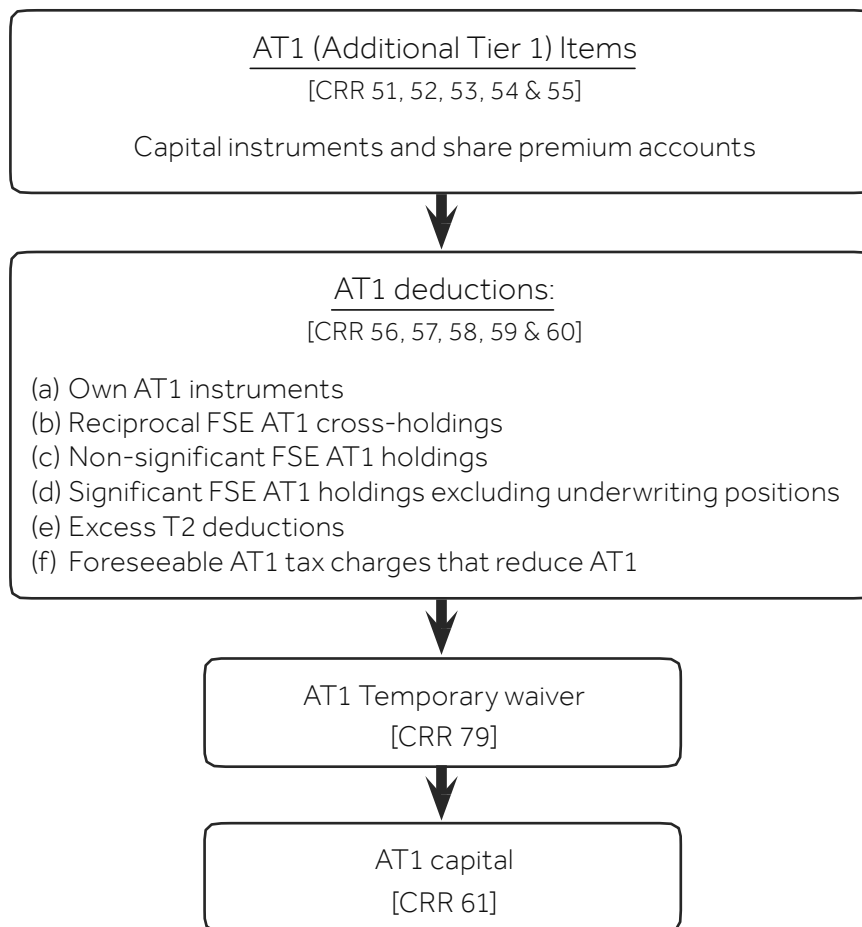 AT1 (Additional Tier 1) Items
[CRR 51, 52, 53, 54 & 55]
Capital instruments and share premium accounts
AT1 deductions:
[CRR 56, 57, 58, 59 & 60]
(a) Own AT1 instruments
(b) Reciprocal FSE AT1 cross-holdings
(c) Non-significant FSE AT1 holdings
(d) Significant FSE AT1 holdings excluding underwriting positions
(e) Excess T2 deductions
(f) Foreseeable AT1 tax charges that reduce AT1
AT1 Temporary waiver
[CRR 79]
AT1 capital
[CRR 61]